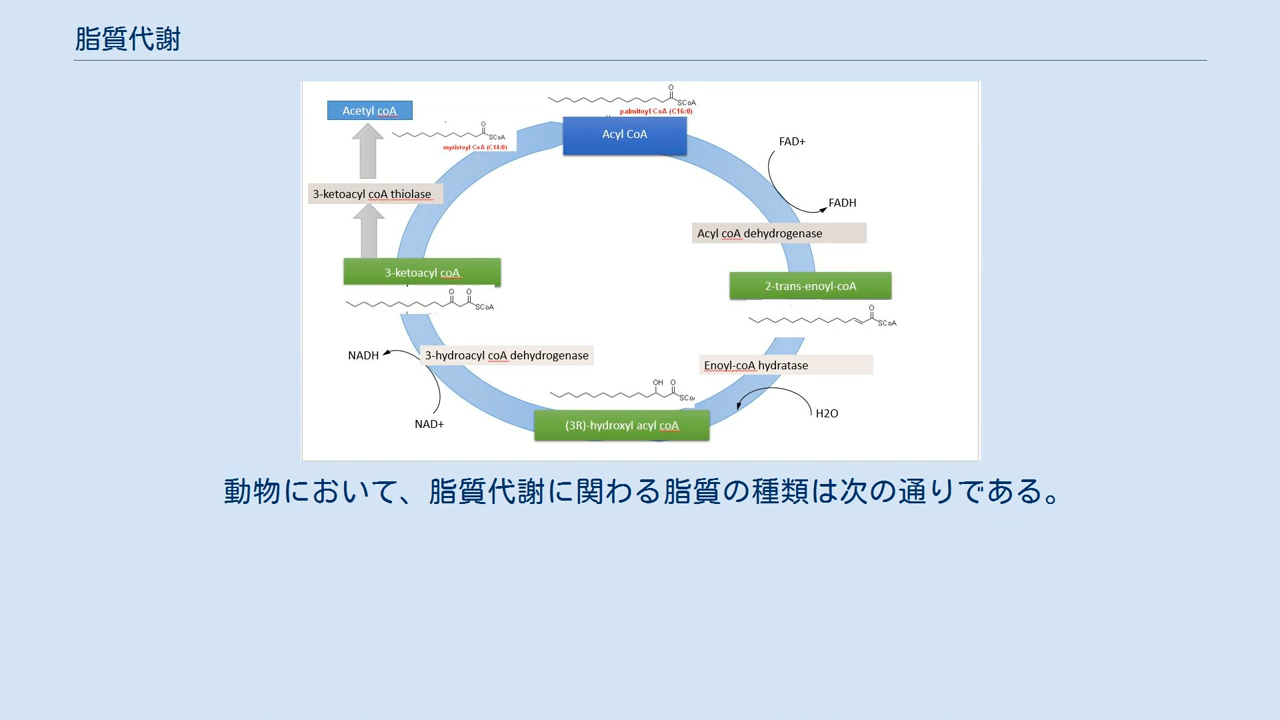 脂質代謝
SCoA
palmitoyl CoA (C16:0)
Acetyl coA
SCoA
myristoyl CoA (C14:0)
Acyl CoA
FAD+
3-ketoacyl coA thiolase
FADH
Acyl coA dehydrogenase
3-ketoacyl coA
2-trans-enoyl-coA
O O
SCoA
O
SCoA
NADH
3-hydroacyl coA dehydrogenase
Enoyl-coA hydratase
OH O
SCo
NAD+
(3R)-hydroxyl acyl coA
H2O
動物において、脂質代謝に関わる脂質の種類は次の通りである。